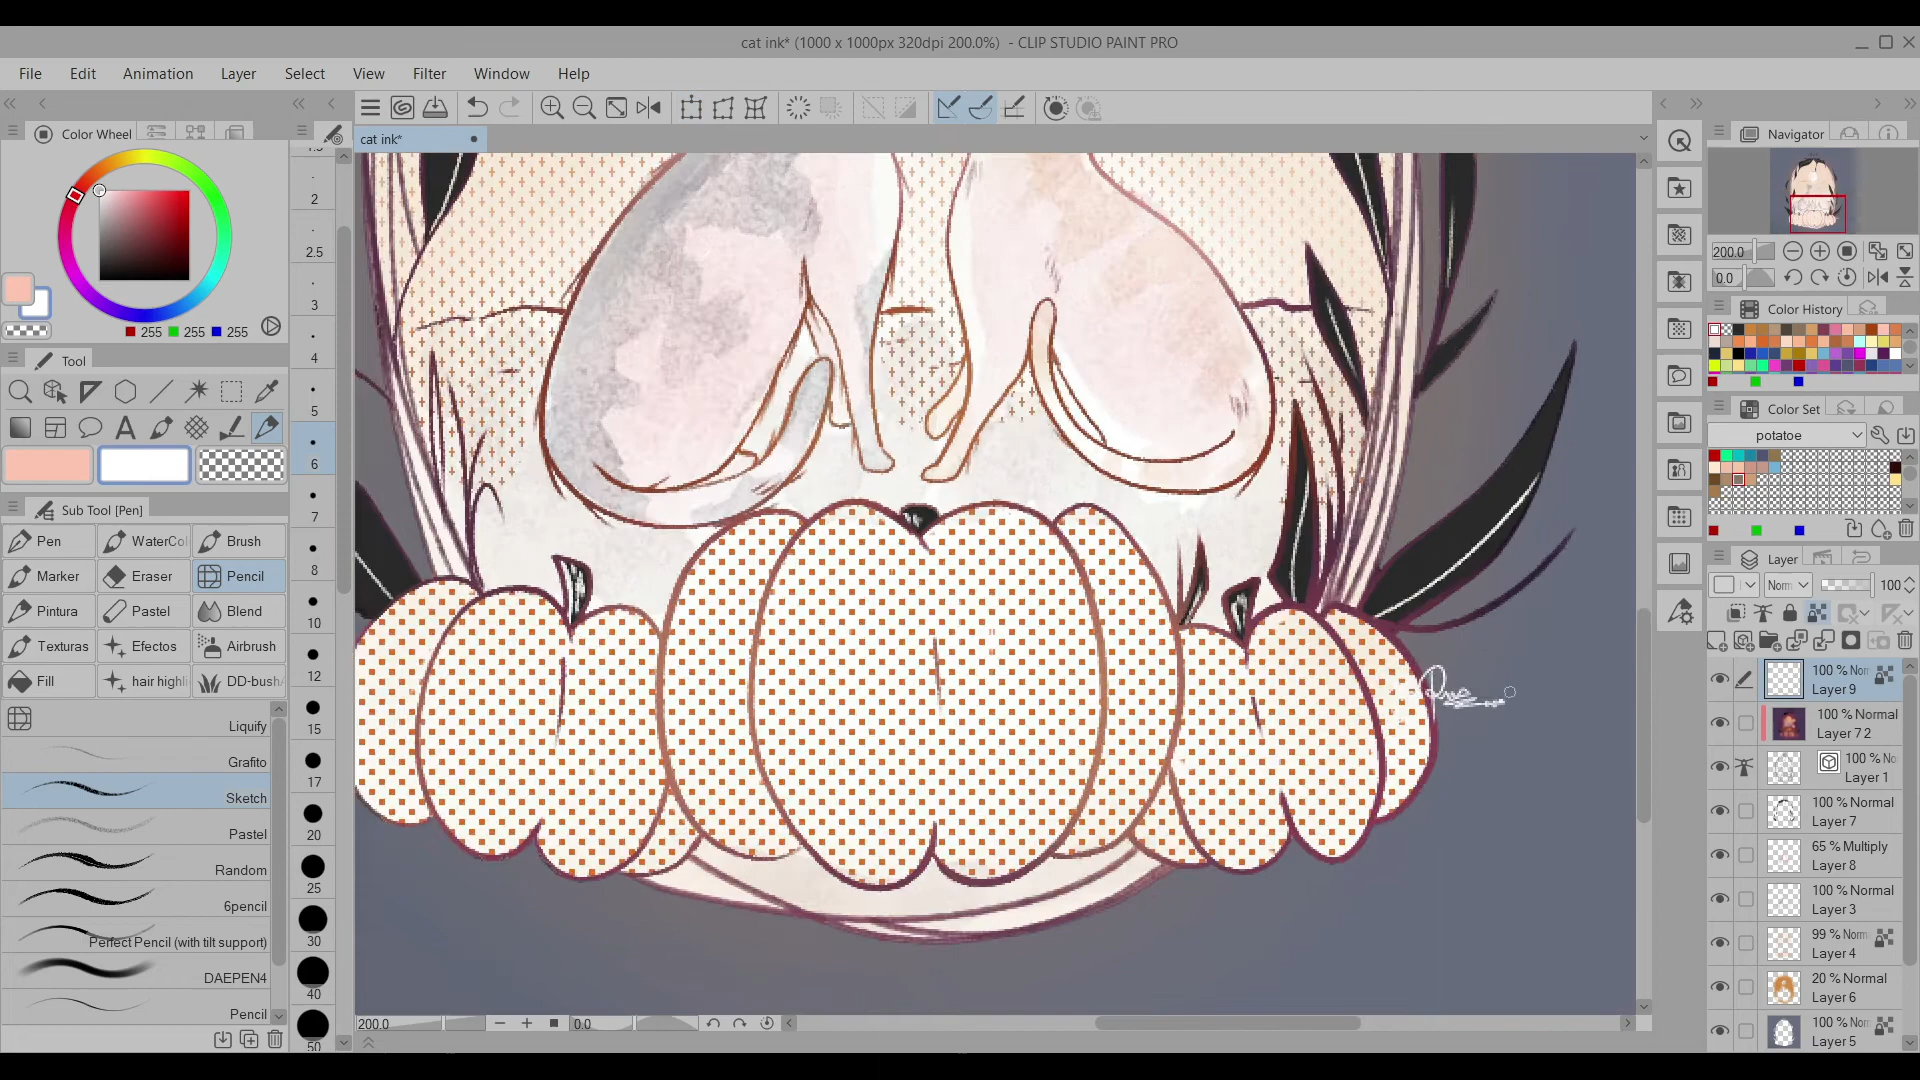 cat ink* (1000 x 1000px 320dpi 200.0%) - CLIP STUDIO PAINT PRO
File Edit Animation Layer Select View Filter Window Help
Color Wheel
cat ink*
Navigator
255 255 255
200.0
0.0
Color History
Tool
Color Set
potatoe
Sub Tool [Pen]
Pen WaterCol Brush
Marker Eraser Pencil
Pintura Pastel Blend
Texturas Efectos Airbrush
Fill hair highli DD-bush/
Liquify
Grafito
Sketch
Pastel
Random
6pencil
Perfect Pencil (with tilt support)
DAEPEN4
Pencil
1.5
2
2.5
3
4
5
6
7
8
10
12
15
17
20
25
30
40
50
200.0 0.0
Layer
Norm 100
100 % Norm
Layer 9
100 % Normal
Layer 7 2
100 % No
Layer 1
100 % Normal
Layer 7
65 % Multiply
Layer 8
100 % Normal
Layer 3
99 % Norm
Layer 4
20 % Normal
Layer 6
100 % Norm
Layer 5